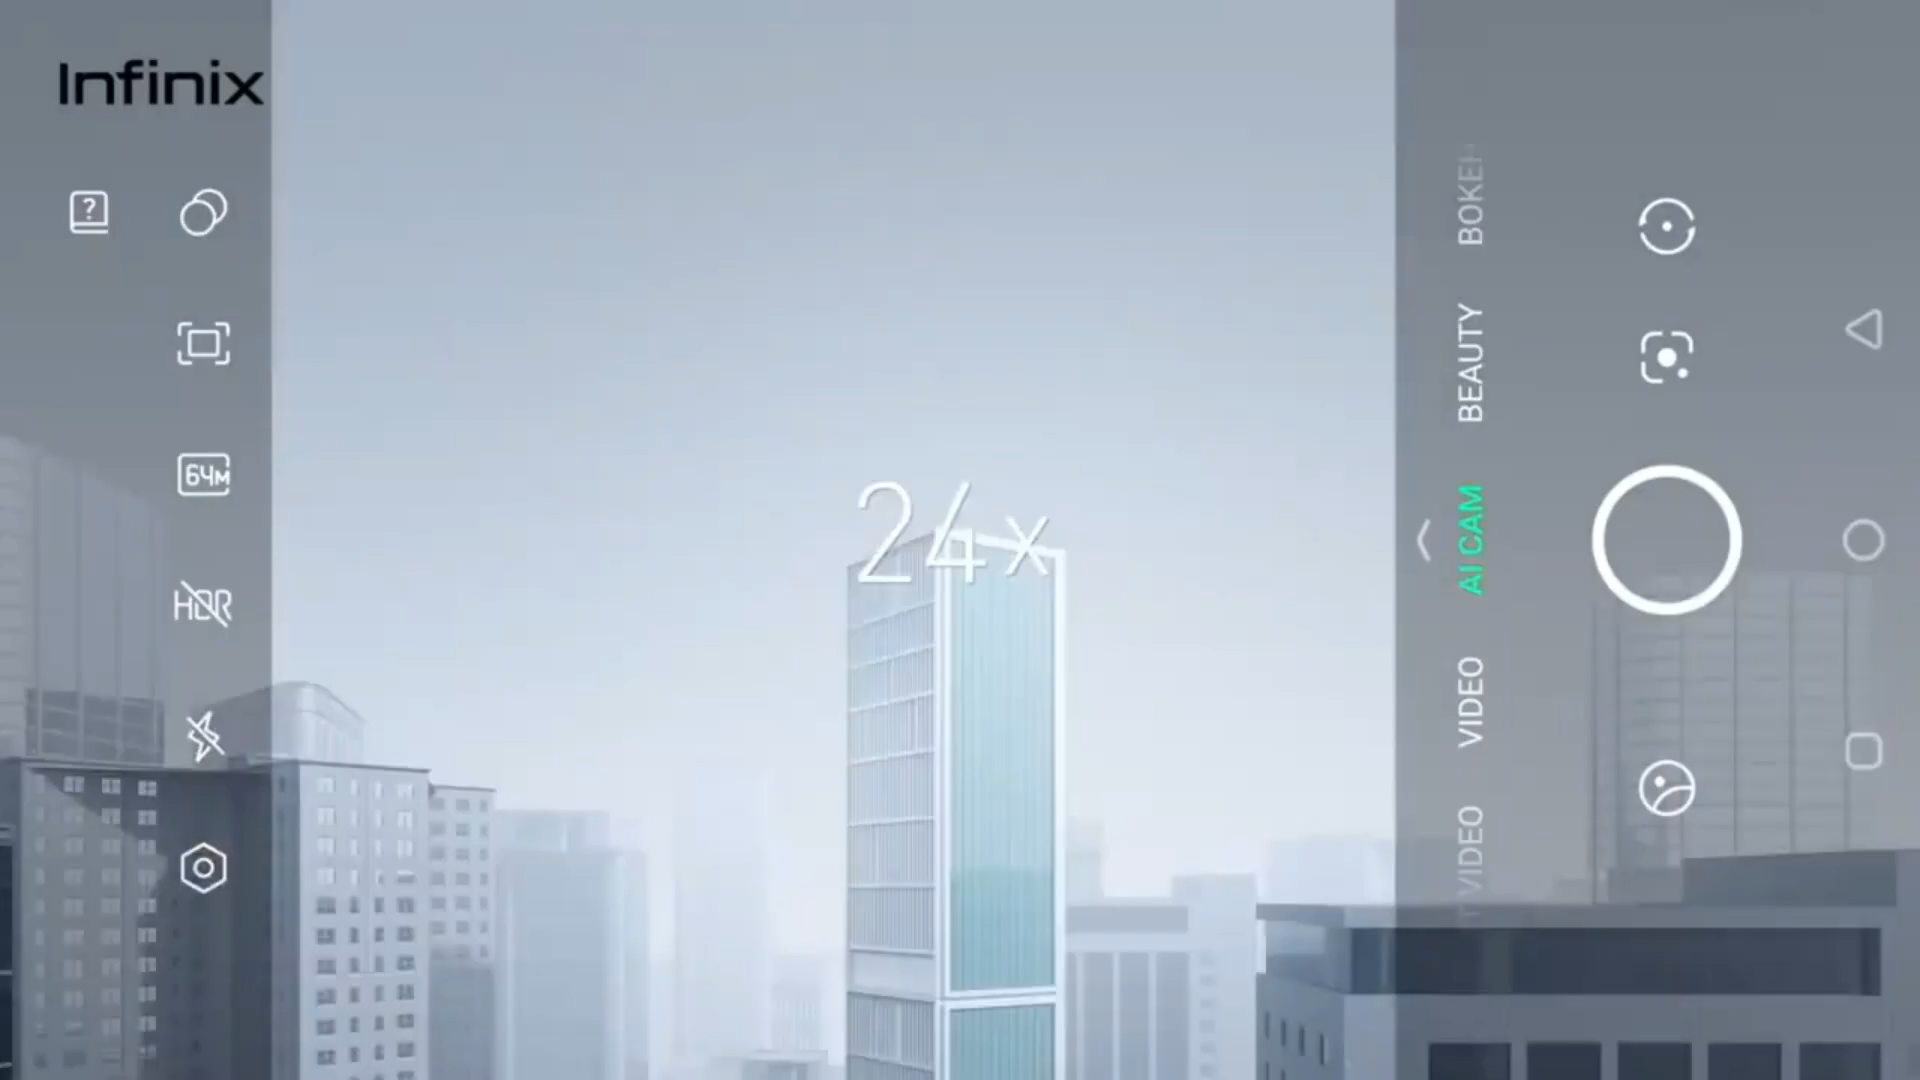 Infinix
?
64M
HDR
24x
BOKEH
BEAUTY
AI CAM
VIDEO
VIDEO